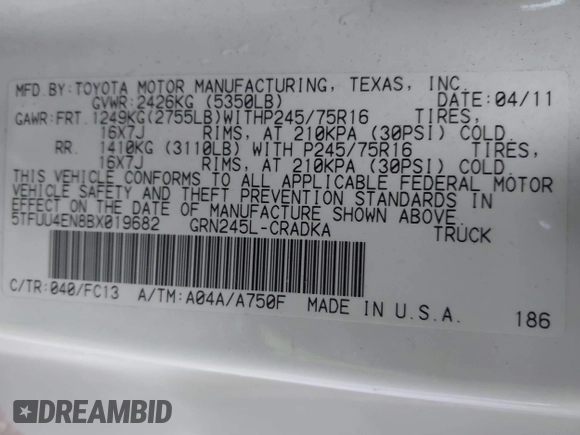 MFD.BY:TOYOTA MOTOR MANUFACTURING, TEXAS, INC.
GVWR:2426KG (5350LB) DATE:04/11
GAWR:FRT.1249KG(2755LB)WITHP245/75R16 TIRES,
16X7J RIMS, AT 210KPA (30PSI) COLD.
RR. 1410KG (3110LB) WITH P245/75R16 TIRES,
16X7J RIMS, AT 210KPA (30PSI) COLD.
THIS VEHICLE CONFORMS TO ALL APPLICABLE FEDERAL MOTOR
VEHICLE SAFETY AND THEFT PREVENTION STANDARDS IN
EFFECT ON THE DATE OF MANUFACTURE SHOWN ABOVE.
5TFUU4EN8BX019682 GRN245L-CRADKA TRUCK
C/TR:040/FC13 A/TM:A04A/A750F MADE IN U.S.A. 186
DREAMBID